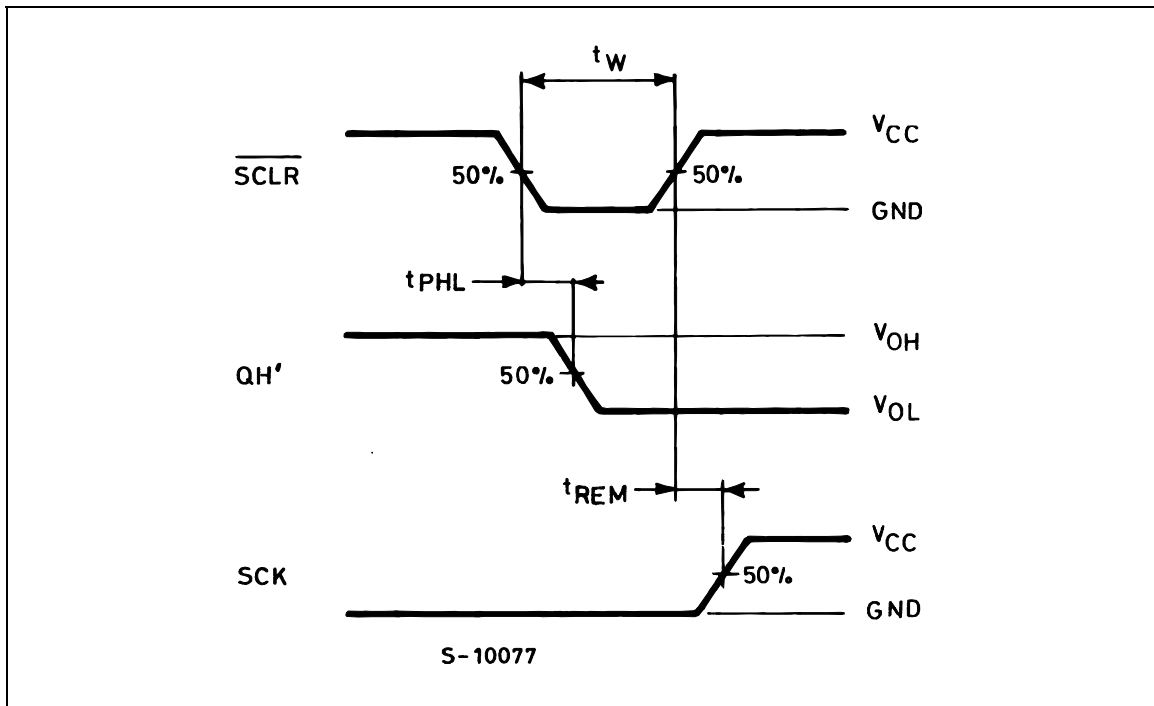 tW
VCC
SCLR
50%
50%
GND
tPHL
VOH
QH'
50%
VOL
tREM
VCC
SCK
50%
GND
S-10077